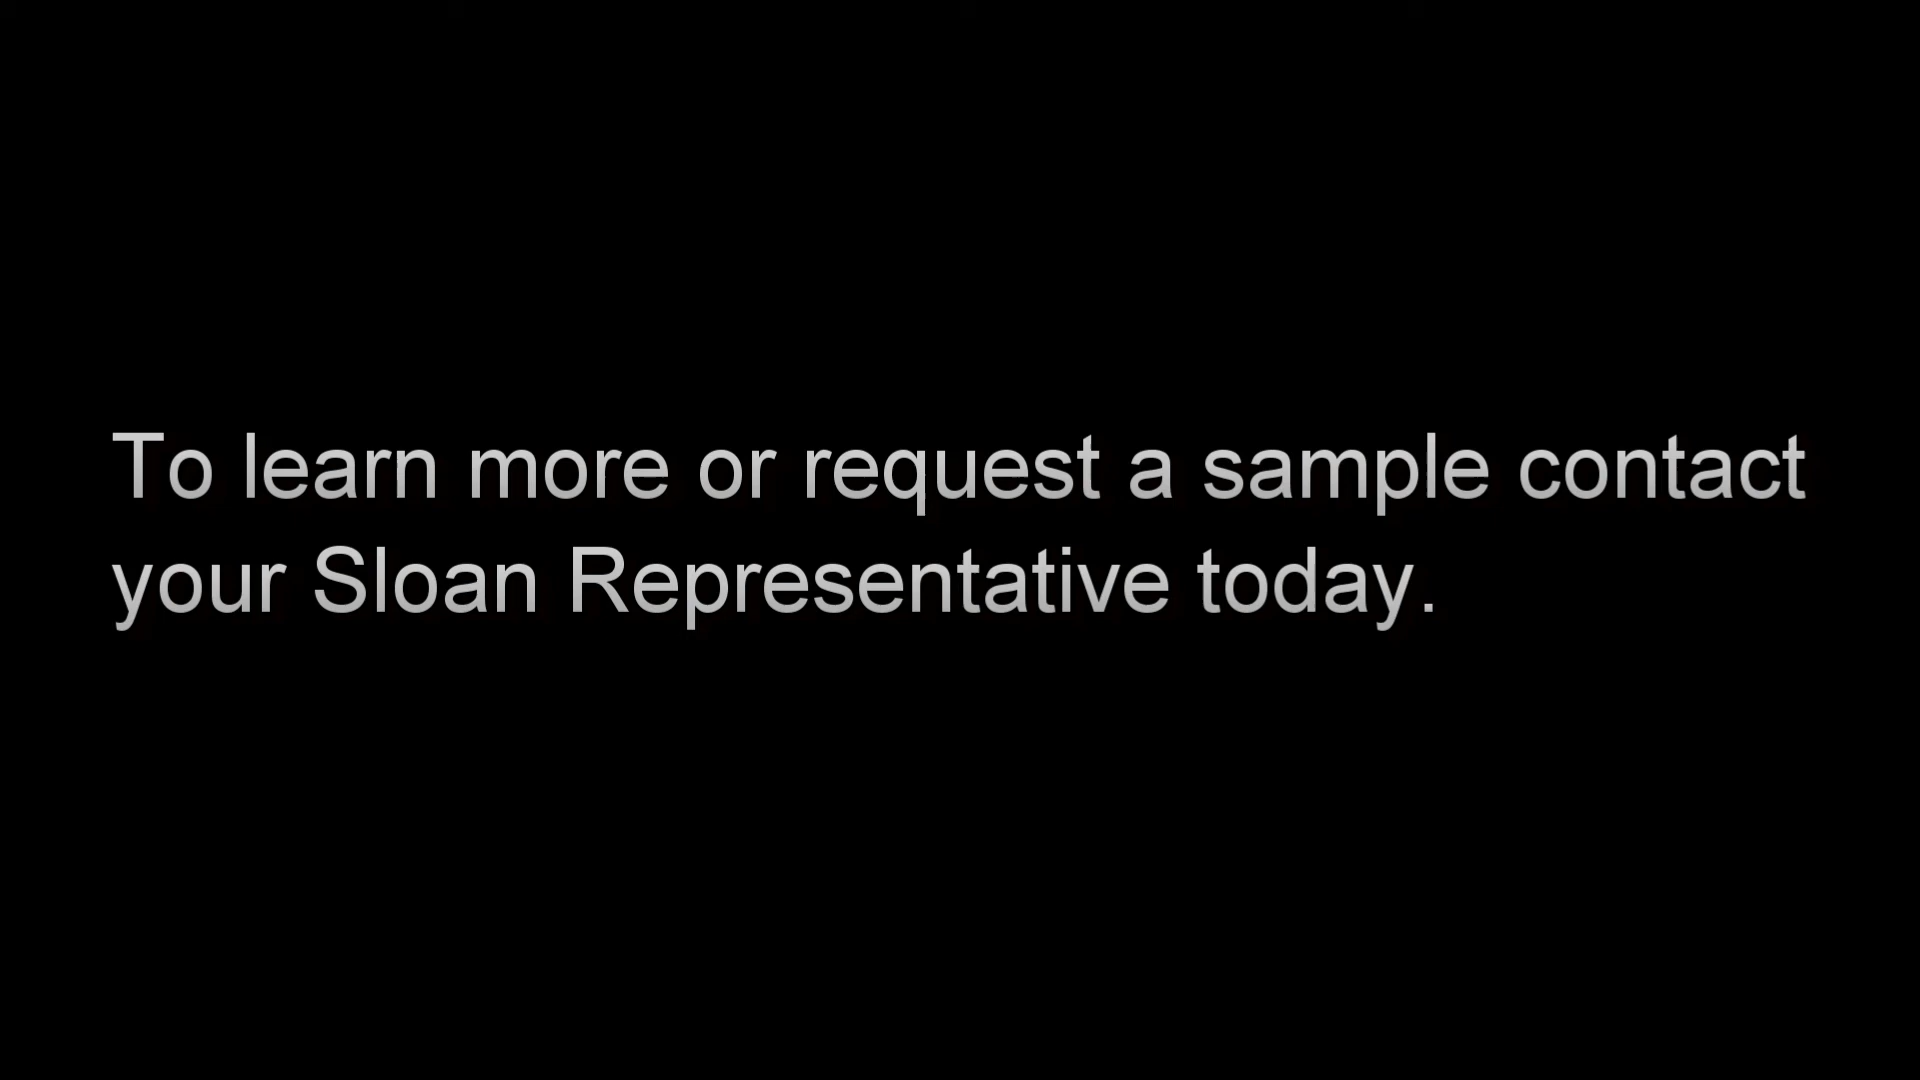 To learn more or request a sample contact
your Sloan Representative today.